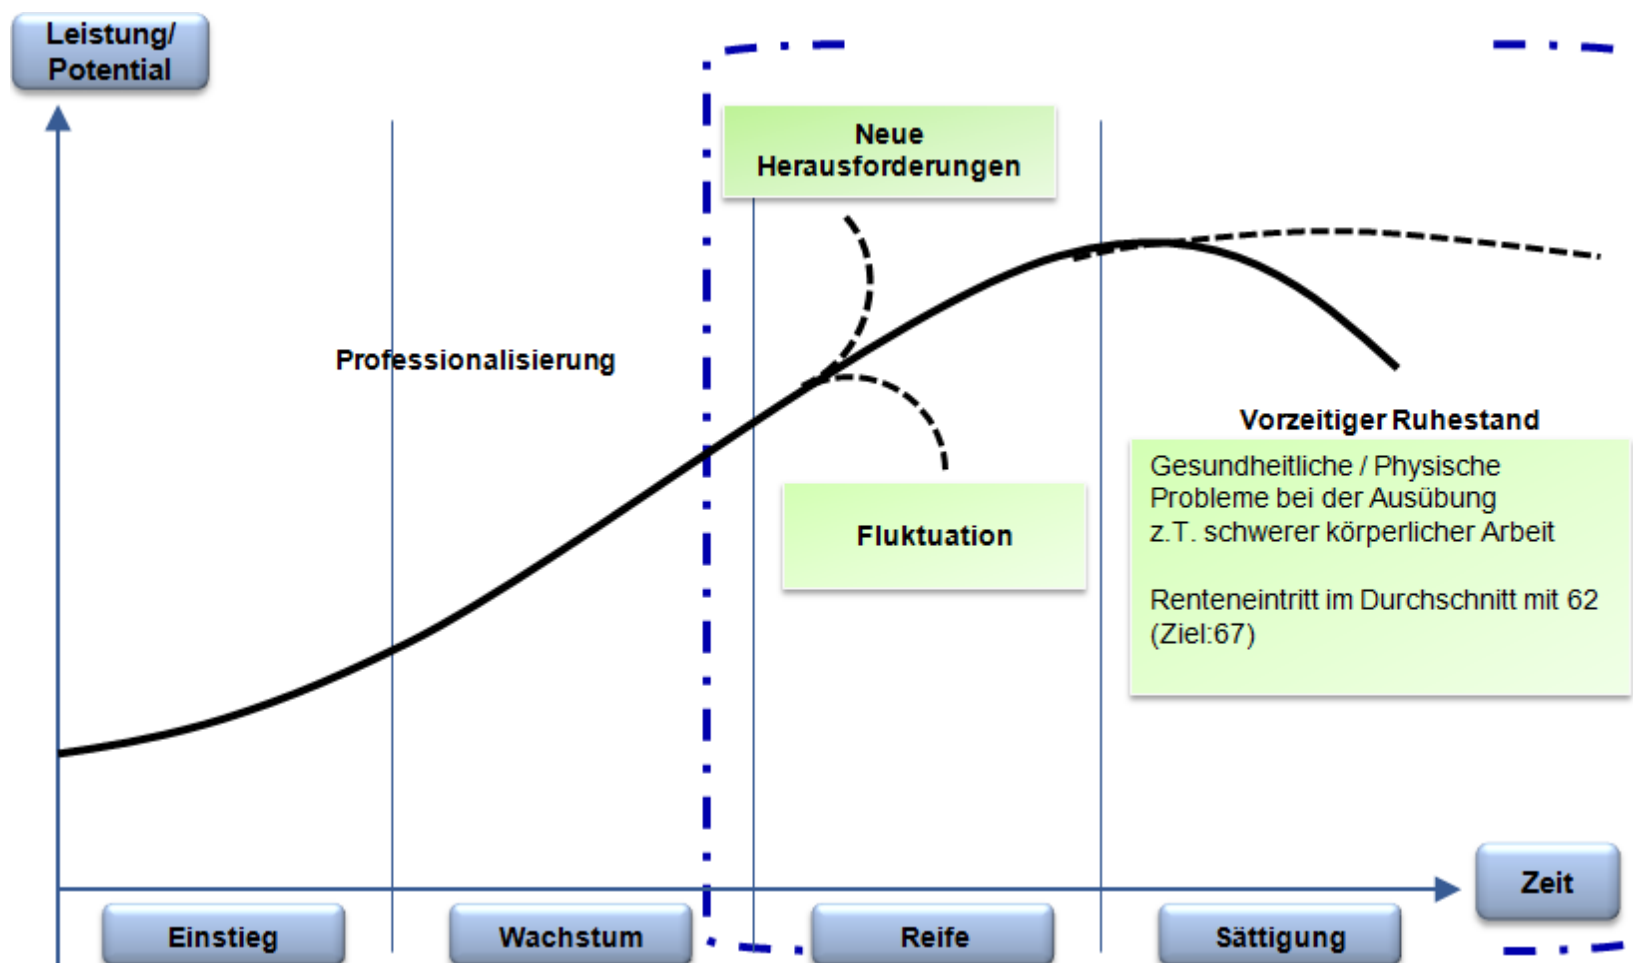 Leistung/
Potential
Neue
Herausforderungen
Professionalisierung
Vorzeitiger Ruhestand
Gesundheitliche / Physische
Probleme bei der Ausübung
z.T. schwerer körperlicher Arbeit
Renteneintritt im Durchschnitt mit 62
(Ziel:67)
Fluktuation
Zeit
Einstieg
Wachstum
Reife
Sättigung